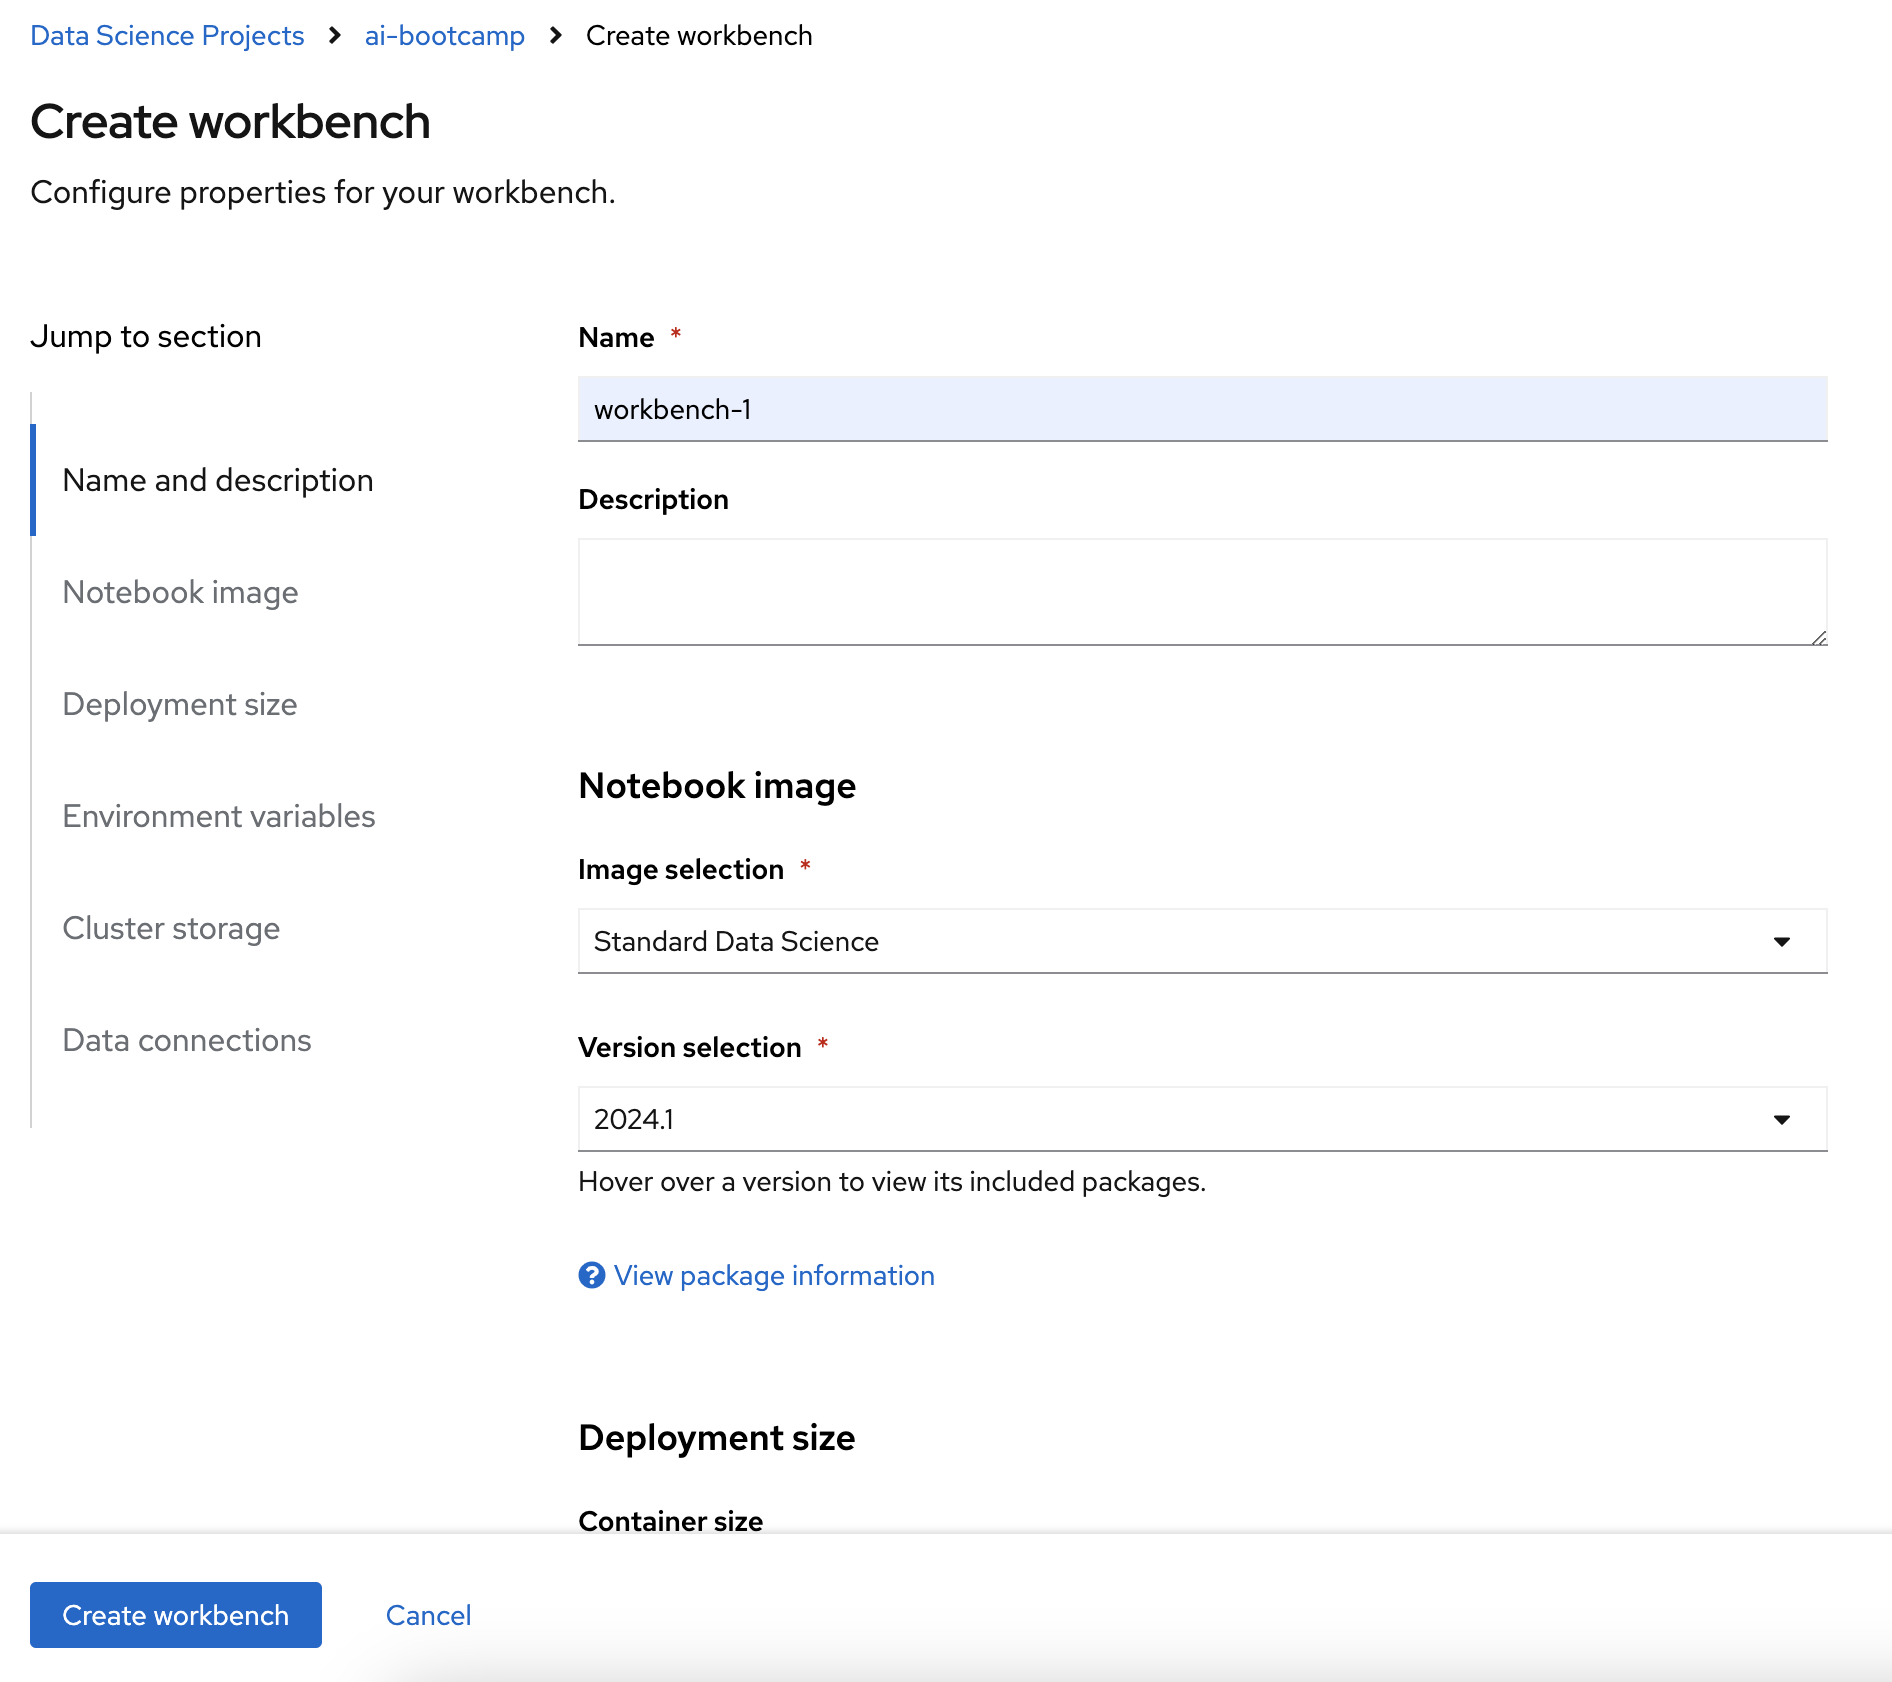 Data Science Projects > ai-bootcamp > Create workbench
Create workbench
Configure properties for your workbench.
Jump to section
Name and description
Notebook image
Deployment size
Environment variables
Cluster storage
Data connections
Name *
workbench-1
Description
Notebook image
Image selection *
Standard Data Science
Version selection *
2024.1
Hover over a version to view its included packages.
? View package information
Deployment size
Container size
Create workbench
Cancel